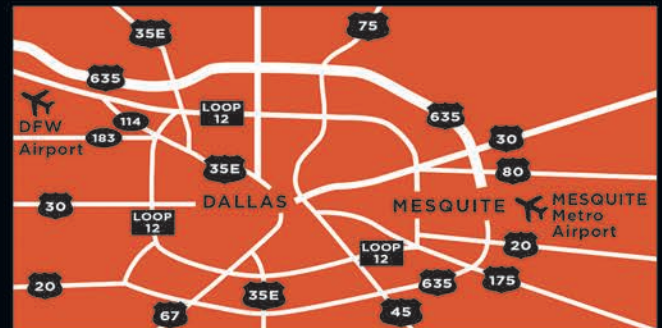 35E
75
635
DFW
Airport
114
183
LOOP
12
635
30
35E
80
30
DALLAS
MESQUITE
MESQUITE
Metro
Airport
LOOP
12
LOOP
12
20
20
635
175
35E
67
45